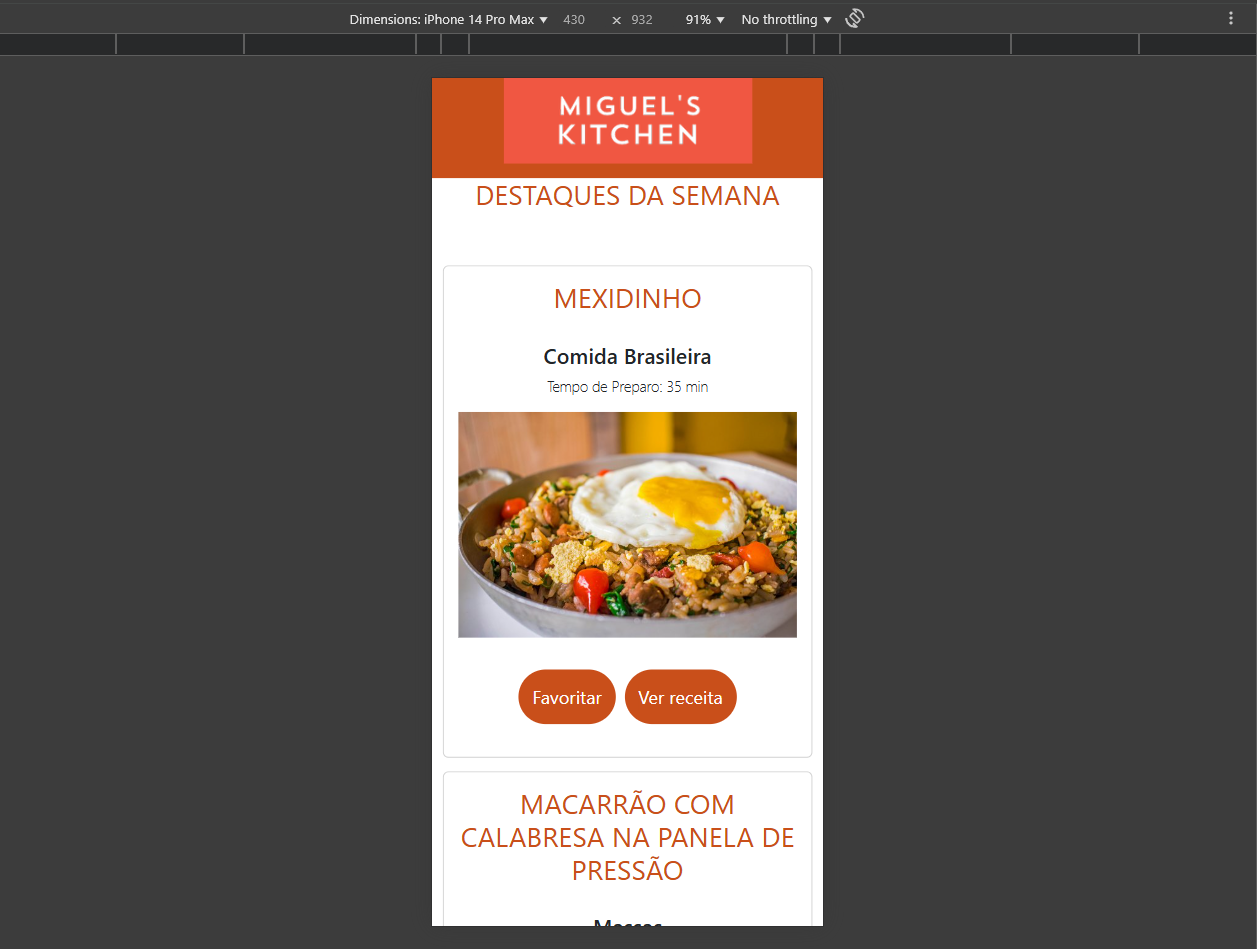 Dimensions: iPhone 14 Pro Max ▼ 430 × 932 91% ▼ No throttling ▼
MIGUEL'S
KITCHEN
DESTAQUES DA SEMANA
MEXIDINHO
Comida Brasileira
Tempo de Preparo: 35 min
Favoritar Ver receita
MACARRÃO COM
CALABRESA NA PANELA DE
PRESSÃO